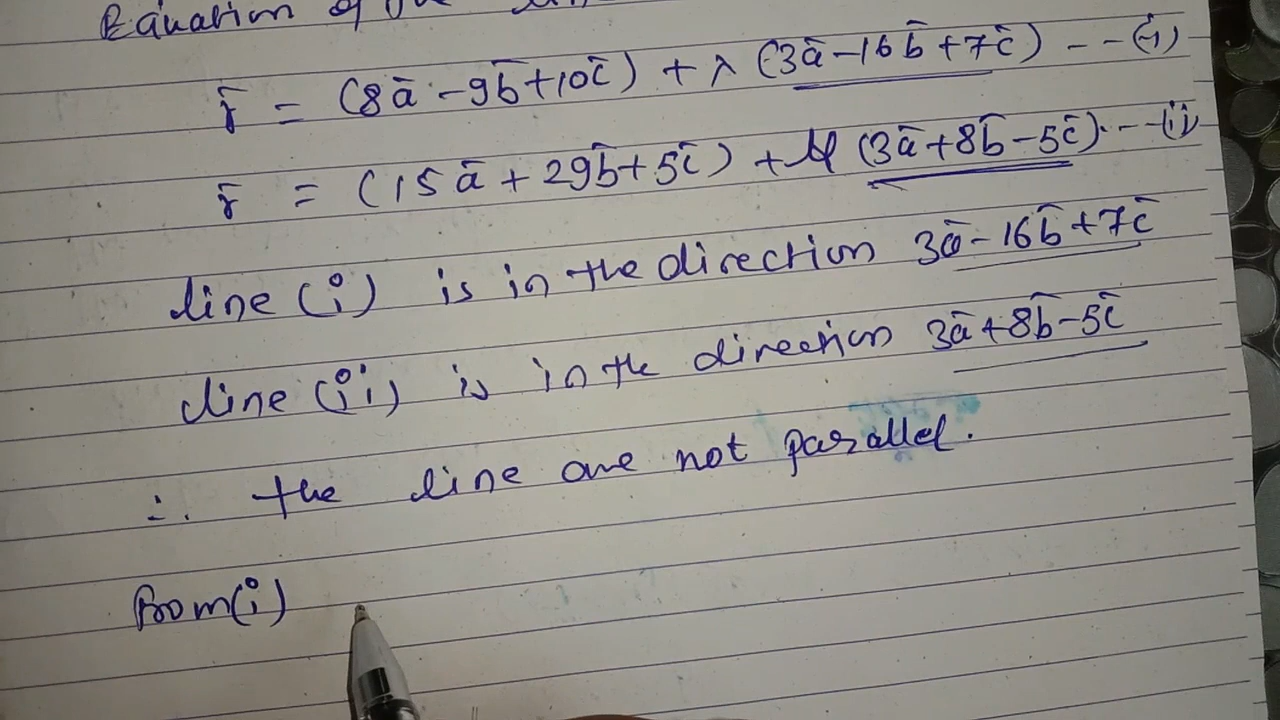 Equation of the
r̄ = (8ā - 9b̄ + 10c̄) + λ (3ā - 16b̄ + 7c̄) - - (i)
r̄ = (15ā + 29b̄ + 5c̄) + μ (3ā + 8b̄ - 5c̄) - - - (ii)
line (i) is in the direction 3ā - 16b̄ + 7c̄
line (ii) is in the direction 3ā + 8b̄ - 5c̄
∴ the line are not parallel.
From (i)